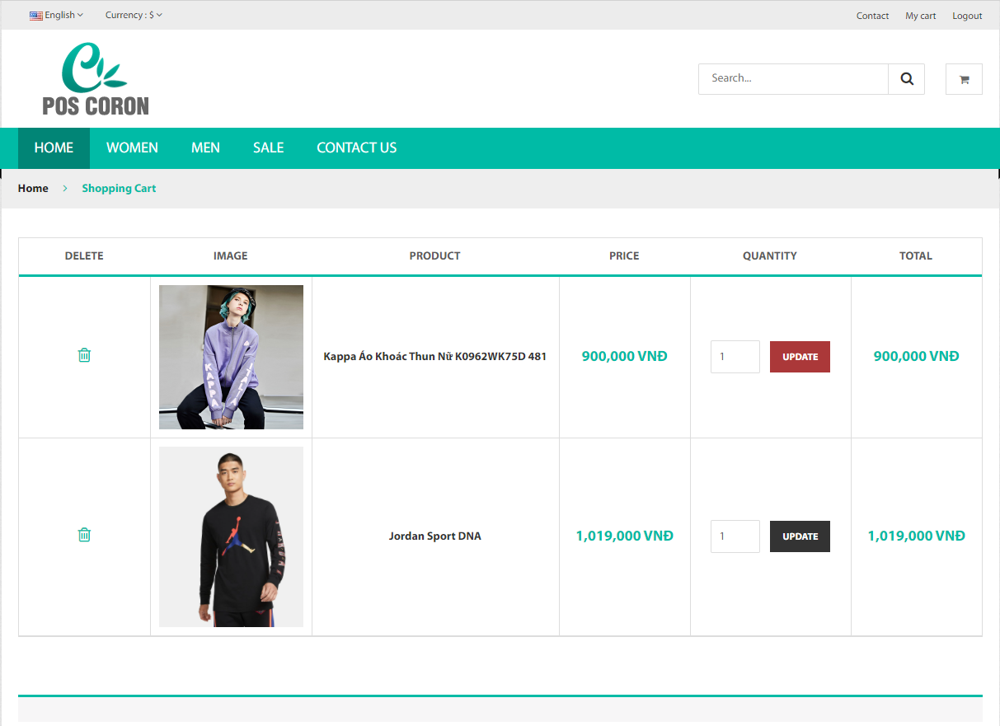 English
Currency : $
Contact
My cart
Logout
POS CORON
Search...
HOME
WOMEN
MEN
SALE
CONTACT US
Home > Shopping Cart
DELETE
IMAGE
PRODUCT
PRICE
QUANTITY
TOTAL
KAPPA
ITALIA
Kappa Áo Khoác Thun Nữ K0962WK75D 481
900,000 VNĐ
1
UPDATE
900,000 VNĐ
Jordan Sport DNA
1,019,000 VNĐ
1
UPDATE
1,019,000 VNĐ